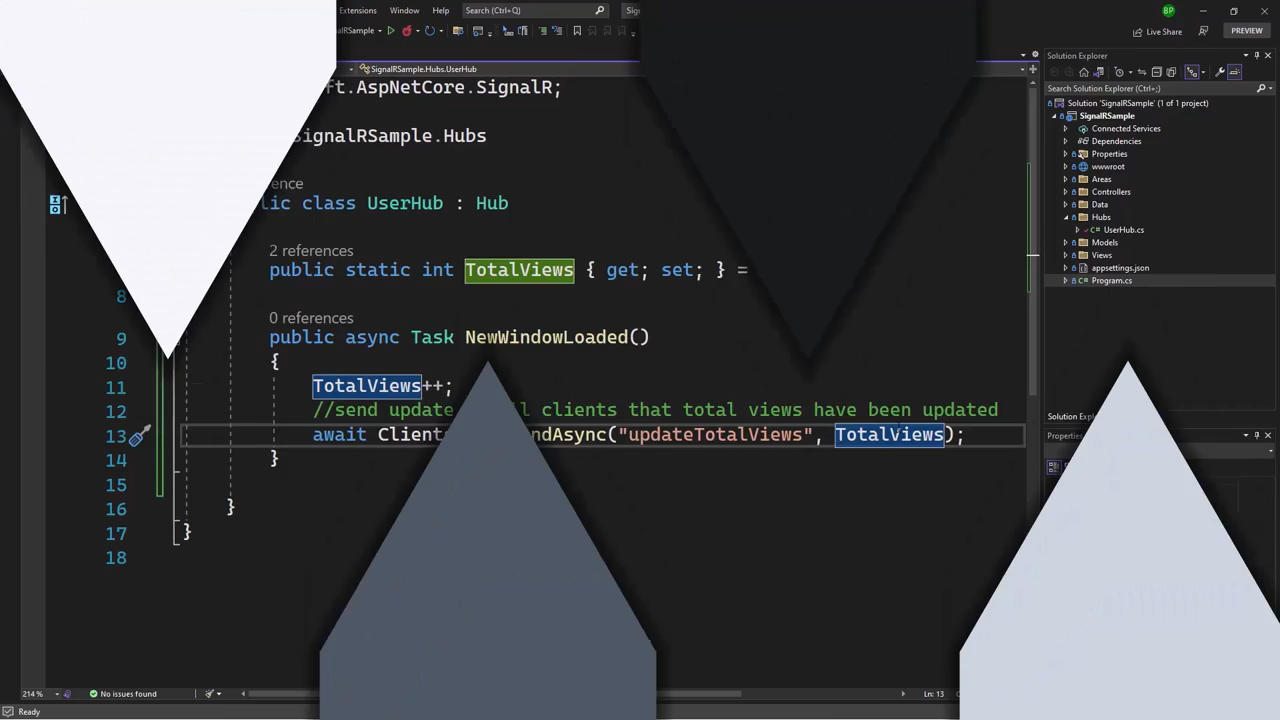 Extensions Window Help Search (Ctrl+Q)
BP
SignalRSample
Live Share
PREVIEW
SignalRSample.Hubs.UserHub
ft.AspNetCore.SignalR;
SignalRSample.Hubs
ence
lic class UserHub : Hub
2 references
public static int TotalViews { get; set; } =
8
0 references
9 public async Task NewWindowLoaded()
10 {
11 TotalViews++;
12 //send update ll clients that total views have been updated
13 await Client ndAsync("updateTotalViews", TotalViews);
14 }
15
16 }
17 }
18
Solution Explorer
Search Solution Explorer (Ctrl+;)
Solution 'SignalRSample' (1 of 1 project)
SignalRSample
Connected Services
Dependencies
Properties
wwwroot
Areas
Controllers
Data
Hubs
C# UserHub.cs
Models
Views
appsettings.json
C# Program.cs
Solution Explo
Properties
214 % No issues found Ln: 13
Ready